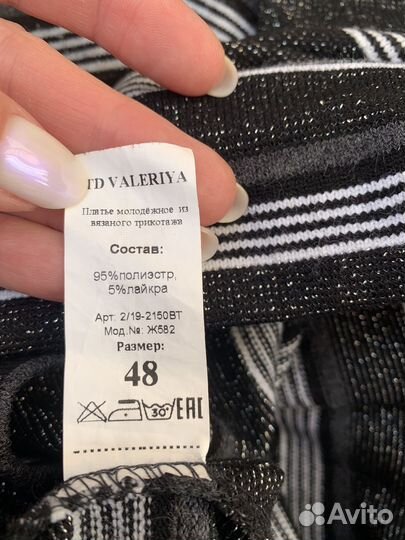 TD VALERIYA
Платье молодёжное из
вязаного трикотажа
Состав:
95%полиэстр,
5%лайкра
Арт: 2/19-2150ВТ
Мод.№: Ж582
Размер:
48
30°
EAC
Avito